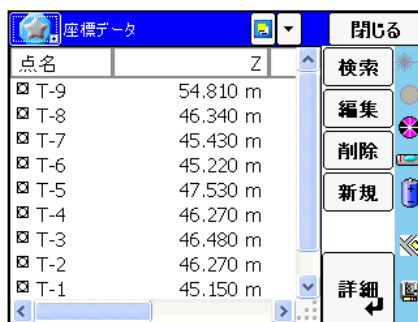 座標データ 閉じる
点名 Z 検索
T-9 54.810 m
T-8 46.340 m 編集
T-7 45.430 m 削除
T-6 45.220 m
T-5 47.530 m 新規
T-4 46.270 m
T-3 46.480 m
T-2 46.270 m
T-1 45.150 m 詳細